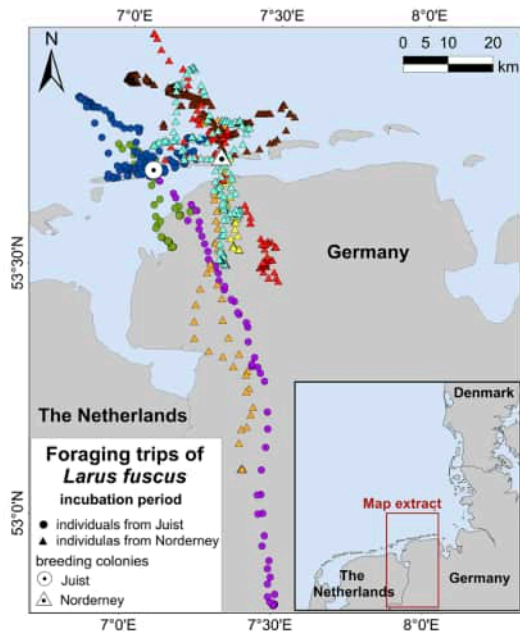 7°0'E 7°30'E 8°0'E
N
0 5 10 20
km
53°30'N
Germany
The Netherlands
Denmark
Foraging trips of
Larus fuscus
incubation period
individuals from Juist
individulas from Norderney
breeding colonies
Juist
Norderney
Map extract
The
Netherlands
Germany
53°0'N
7°0'E 7°30'E 8°0'E